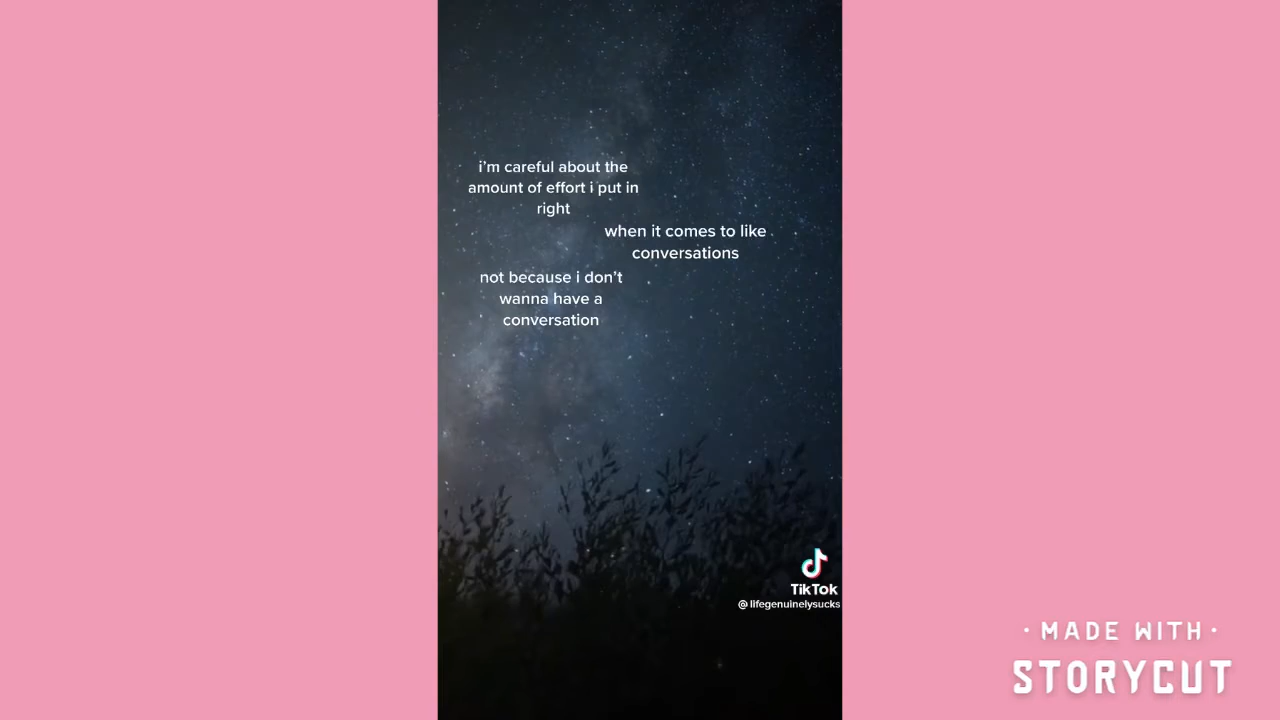 i'm careful about the
amount of effort i put in
right
when it comes to like
conversations
not because i don't
wanna have a
conversation
TikTok
@lifegenuinelysucks
· MADE WITH ·
STORYCUT